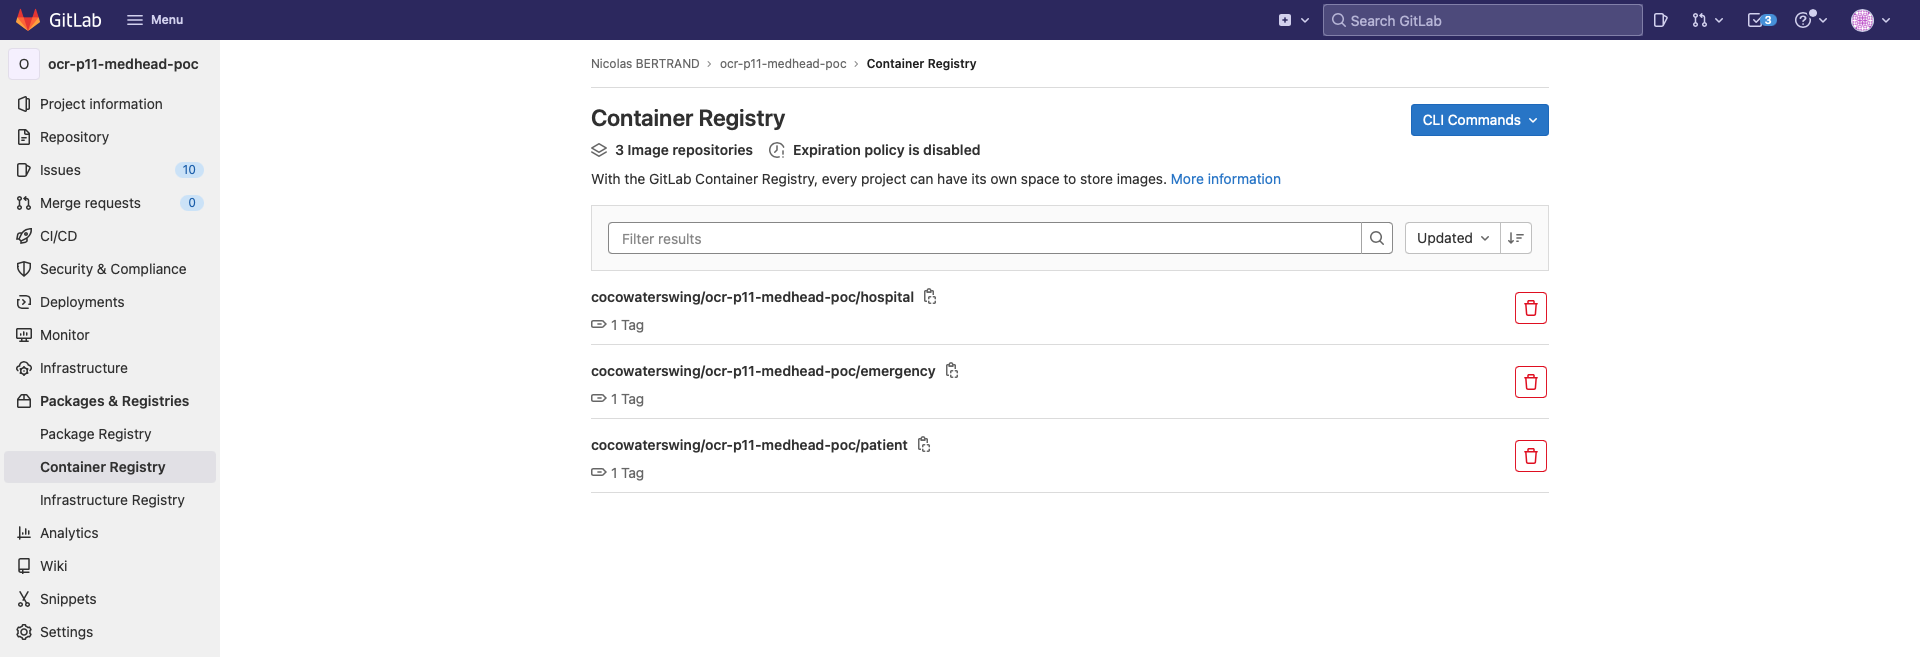 GitLab
Menu
Search GitLab
3
O
ocr-p11-medhead-poc
Project information
Repository
Issues
10
Merge requests
0
CI/CD
Security & Compliance
Deployments
Monitor
Infrastructure
Packages & Registries
Package Registry
Container Registry
Infrastructure Registry
Analytics
Wiki
Snippets
Settings
Nicolas BERTRAND › ocr-p11-medhead-poc › Container Registry
Container Registry
CLI Commands
3 Image repositories
Expiration policy is disabled
With the GitLab Container Registry, every project can have its own space to store images. More information
Filter results
Updated
cocowaterswing/ocr-p11-medhead-poc/hospital
1 Tag
cocowaterswing/ocr-p11-medhead-poc/emergency
1 Tag
cocowaterswing/ocr-p11-medhead-poc/patient
1 Tag